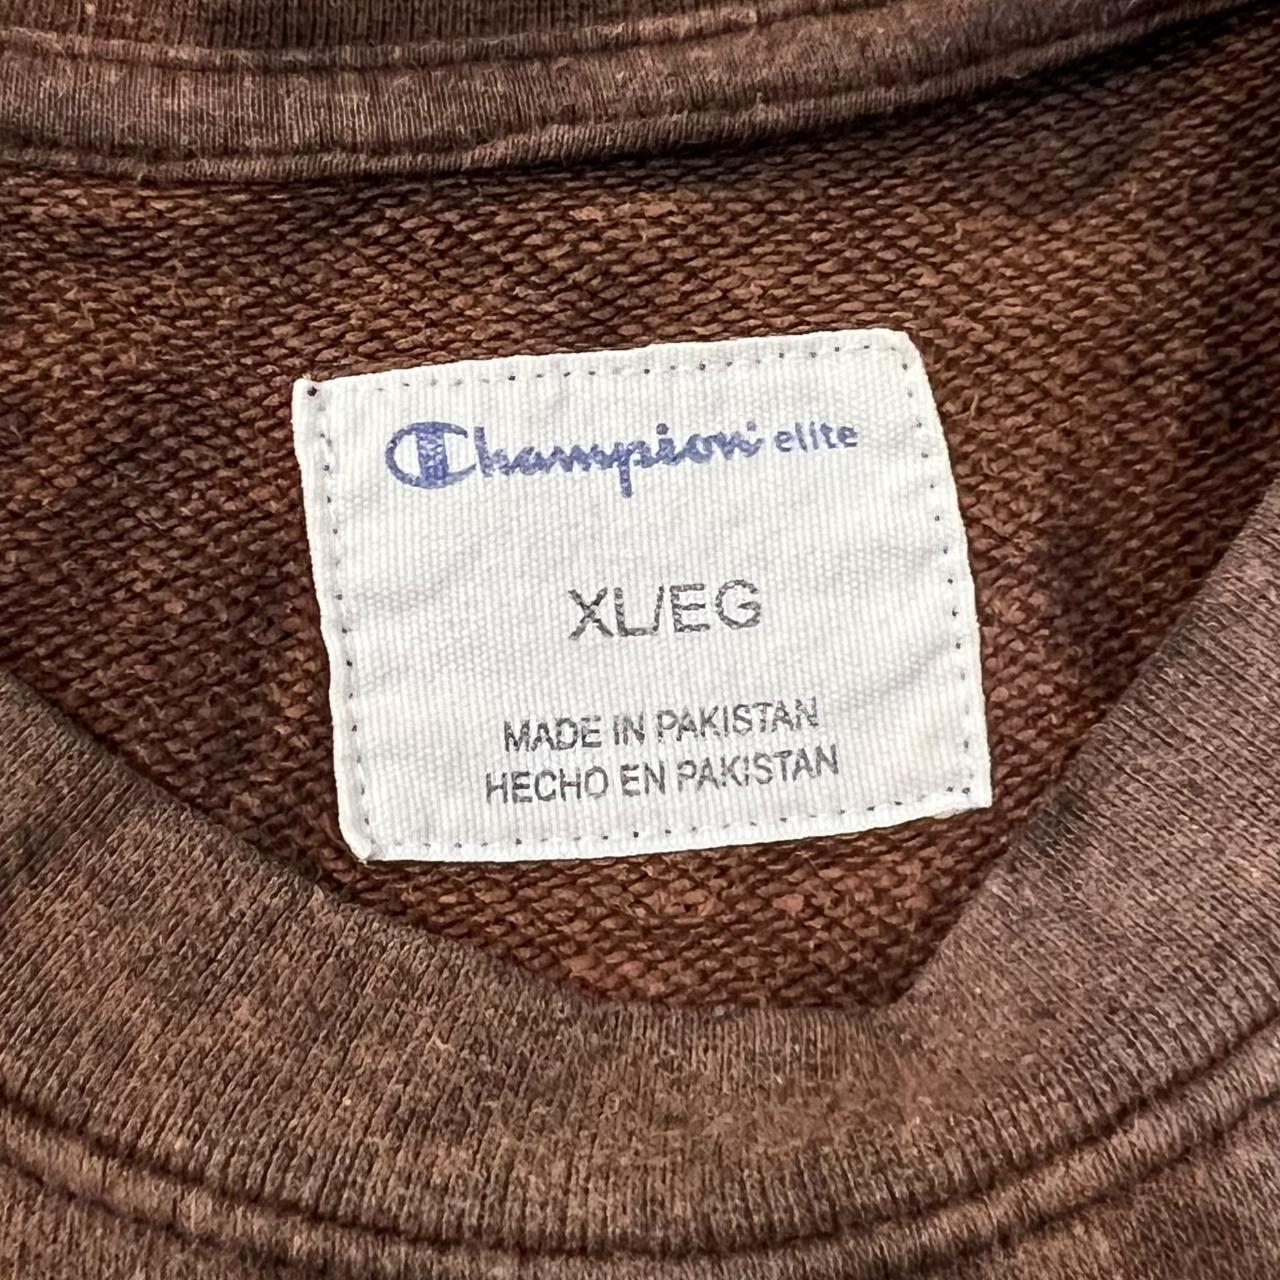 Champion elite
XL/EG
MADE IN PAKISTAN
HECHO EN PAKISTAN